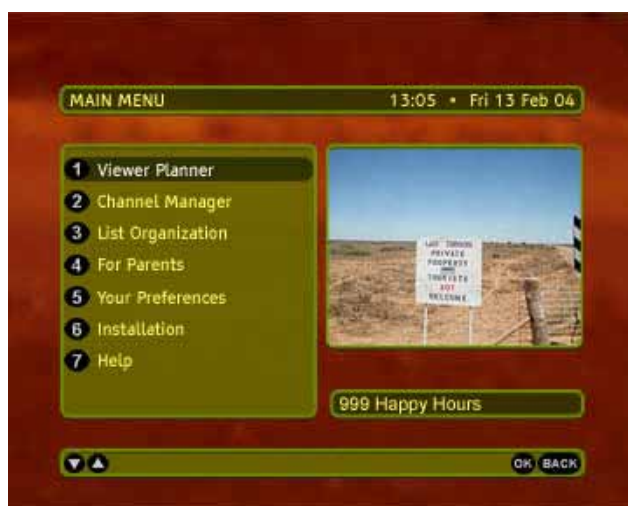 MAIN MENU 13:05 • Fri 13 Feb 04
1 Viewer Planner
2 Channel Manager
3 List Organization
4 For Parents
5 Your Preferences
6 Installation
7 Help
PRIVATE
PROPERTY
TOURISTS
NOT
WELCOME
999 Happy Hours
OK BACK